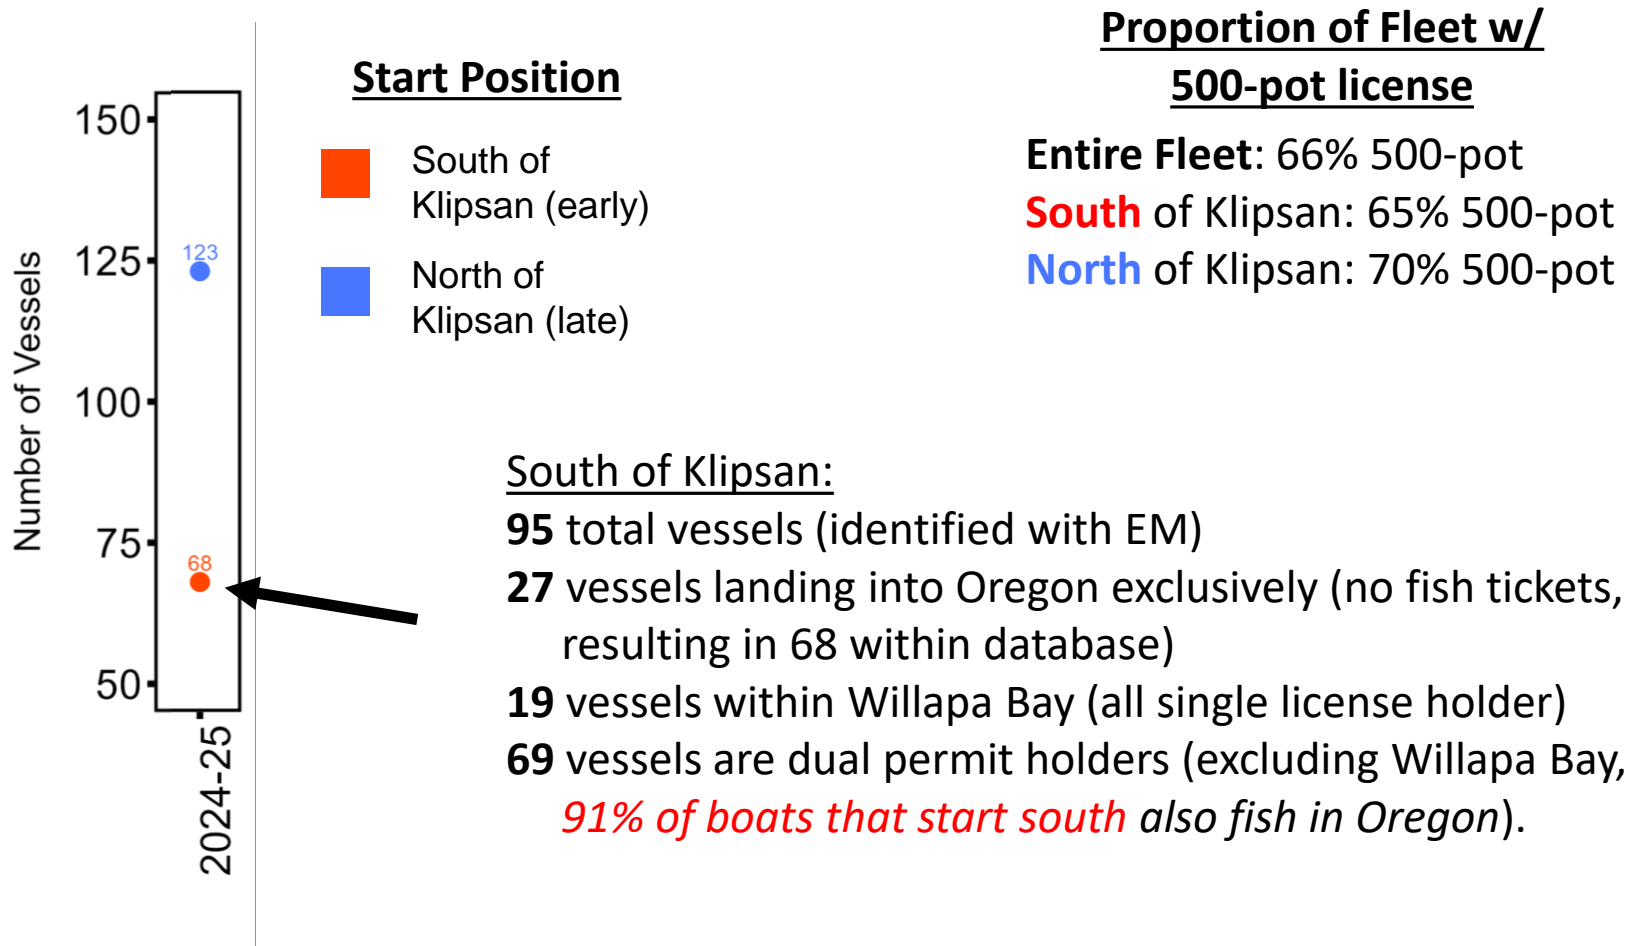 Number of Vessels
150
125
100
75
50
123
68
2024-25
Start Position
South of
Klipsan (early)
North of
Klipsan (late)
Proportion of Fleet w/
500-pot license
Entire Fleet: 66% 500-pot
South of Klipsan: 65% 500-pot
North of Klipsan: 70% 500-pot
South of Klipsan:
95 total vessels (identified with EM)
27 vessels landing into Oregon exclusively (no fish tickets,
resulting in 68 within database)
19 vessels within Willapa Bay (all single license holder)
69 vessels are dual permit holders (excluding Willapa Bay,
91% of boats that start south also fish in Oregon).